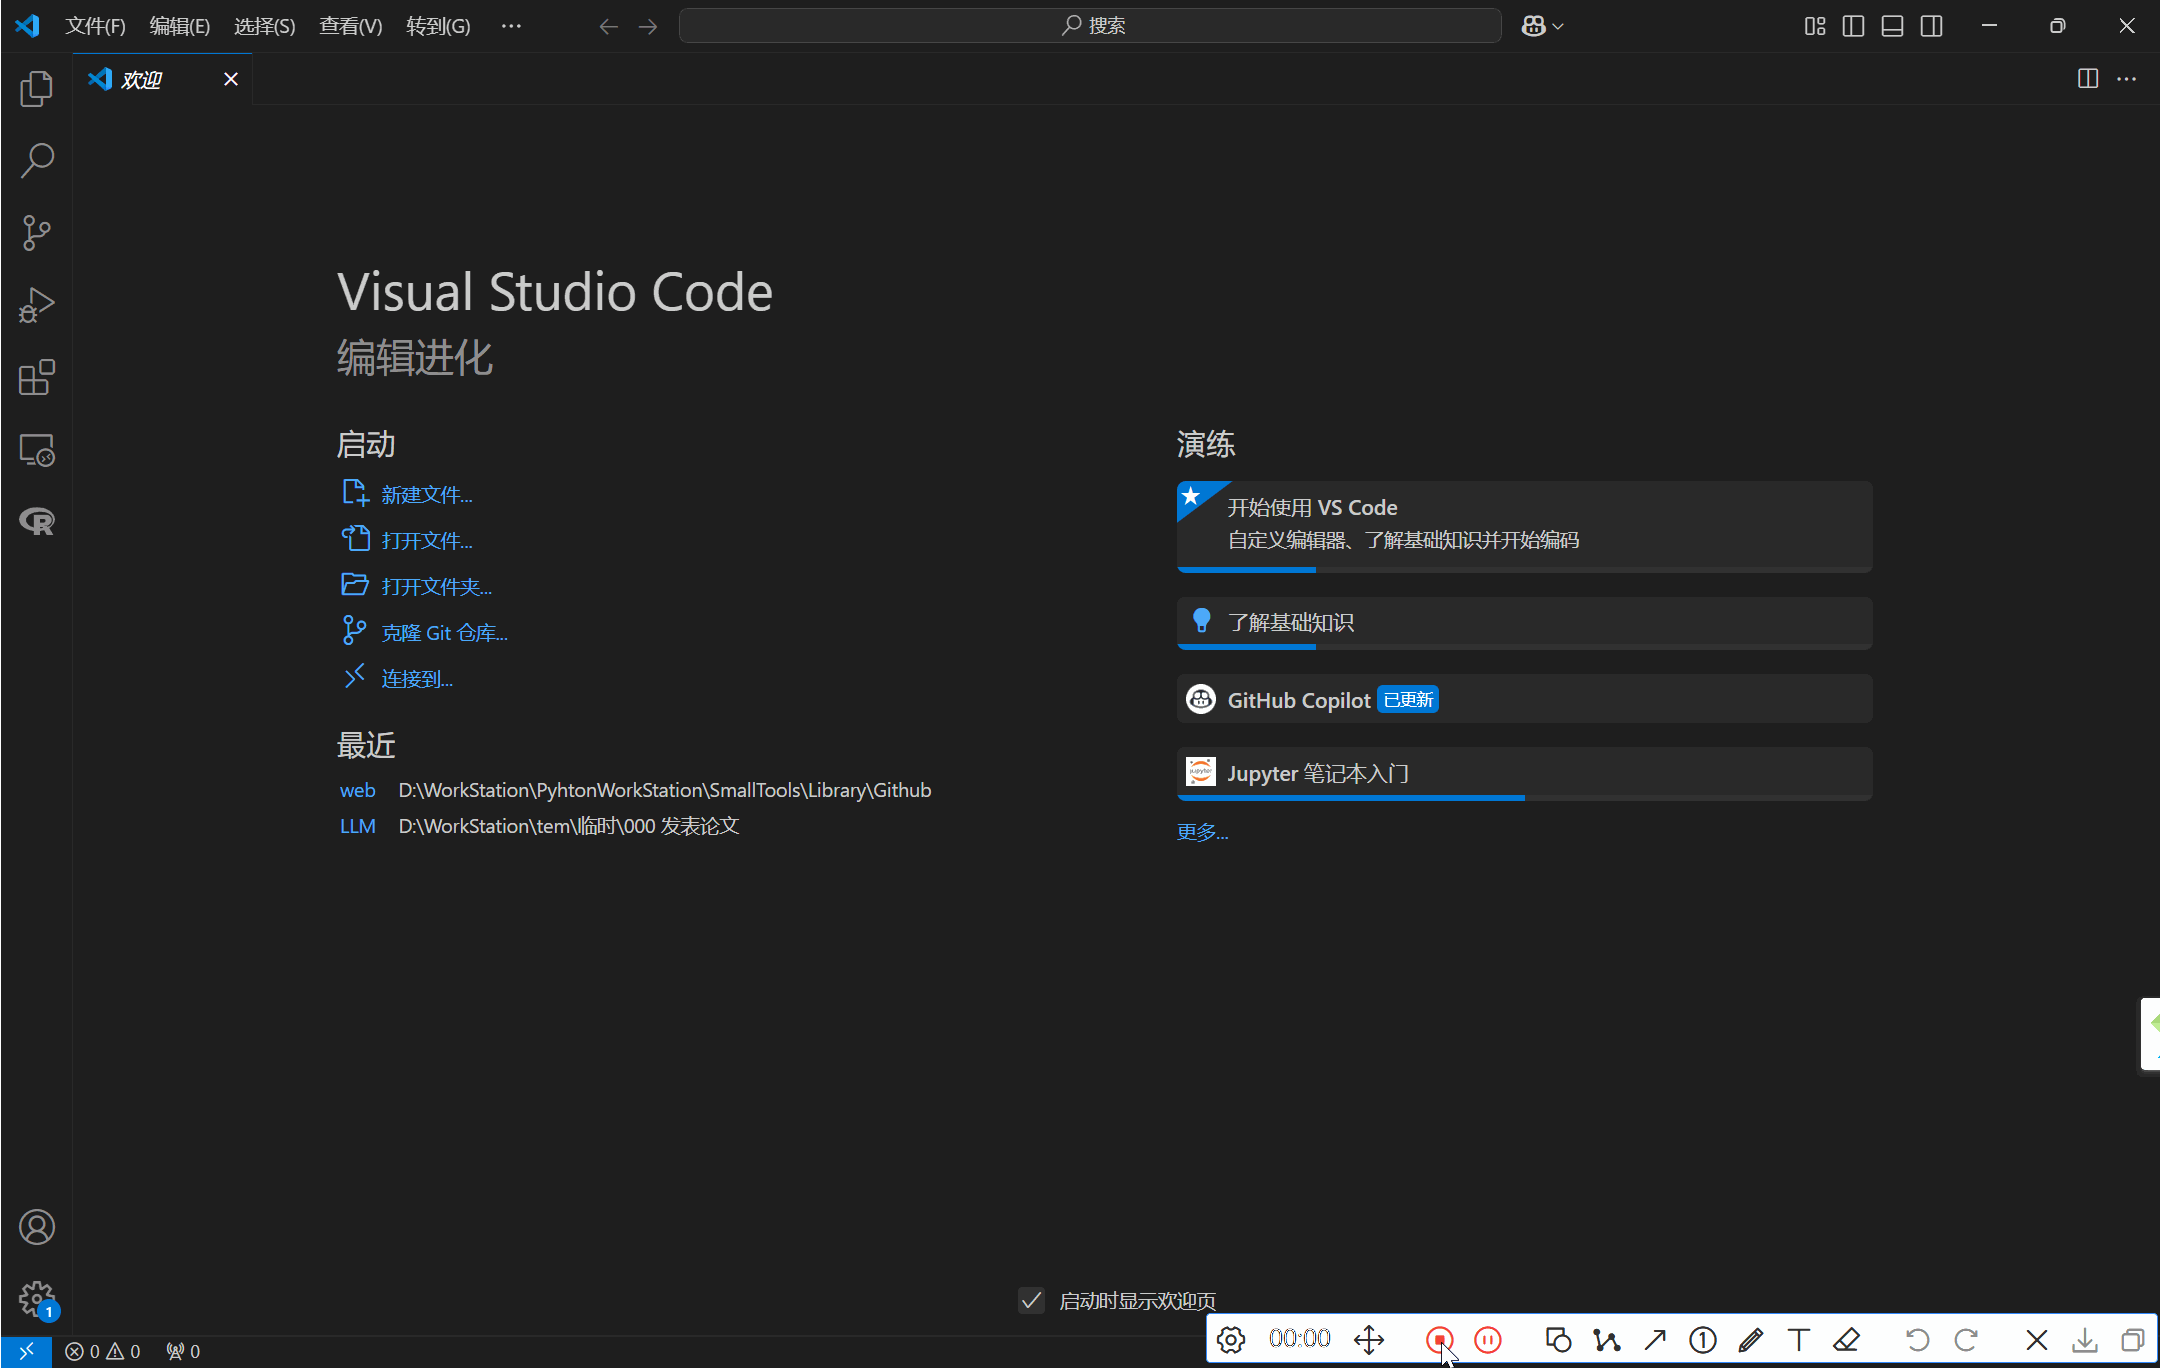 文件(F) 编辑(E) 选择(S) 查看(V) 转到(G) ··· 搜索
欢迎
Visual Studio Code
编辑进化
启动
新建文件...
打开文件...
打开文件夹...
克隆 Git 仓库...
连接到...
最近
web D:\WorkStation\PyhtonWorkStation\SmallTools\Library\Github
LLM D:\WorkStation\tem\临时\000 发表论文
演练
开始使用 VS Code
自定义编辑器、了解基础知识并开始编码
了解基础知识
GitHub Copilot 已更新
Jupyter 笔记本入门
更多...
启动时显示欢迎页
1
0 0 0
00:00 1 T